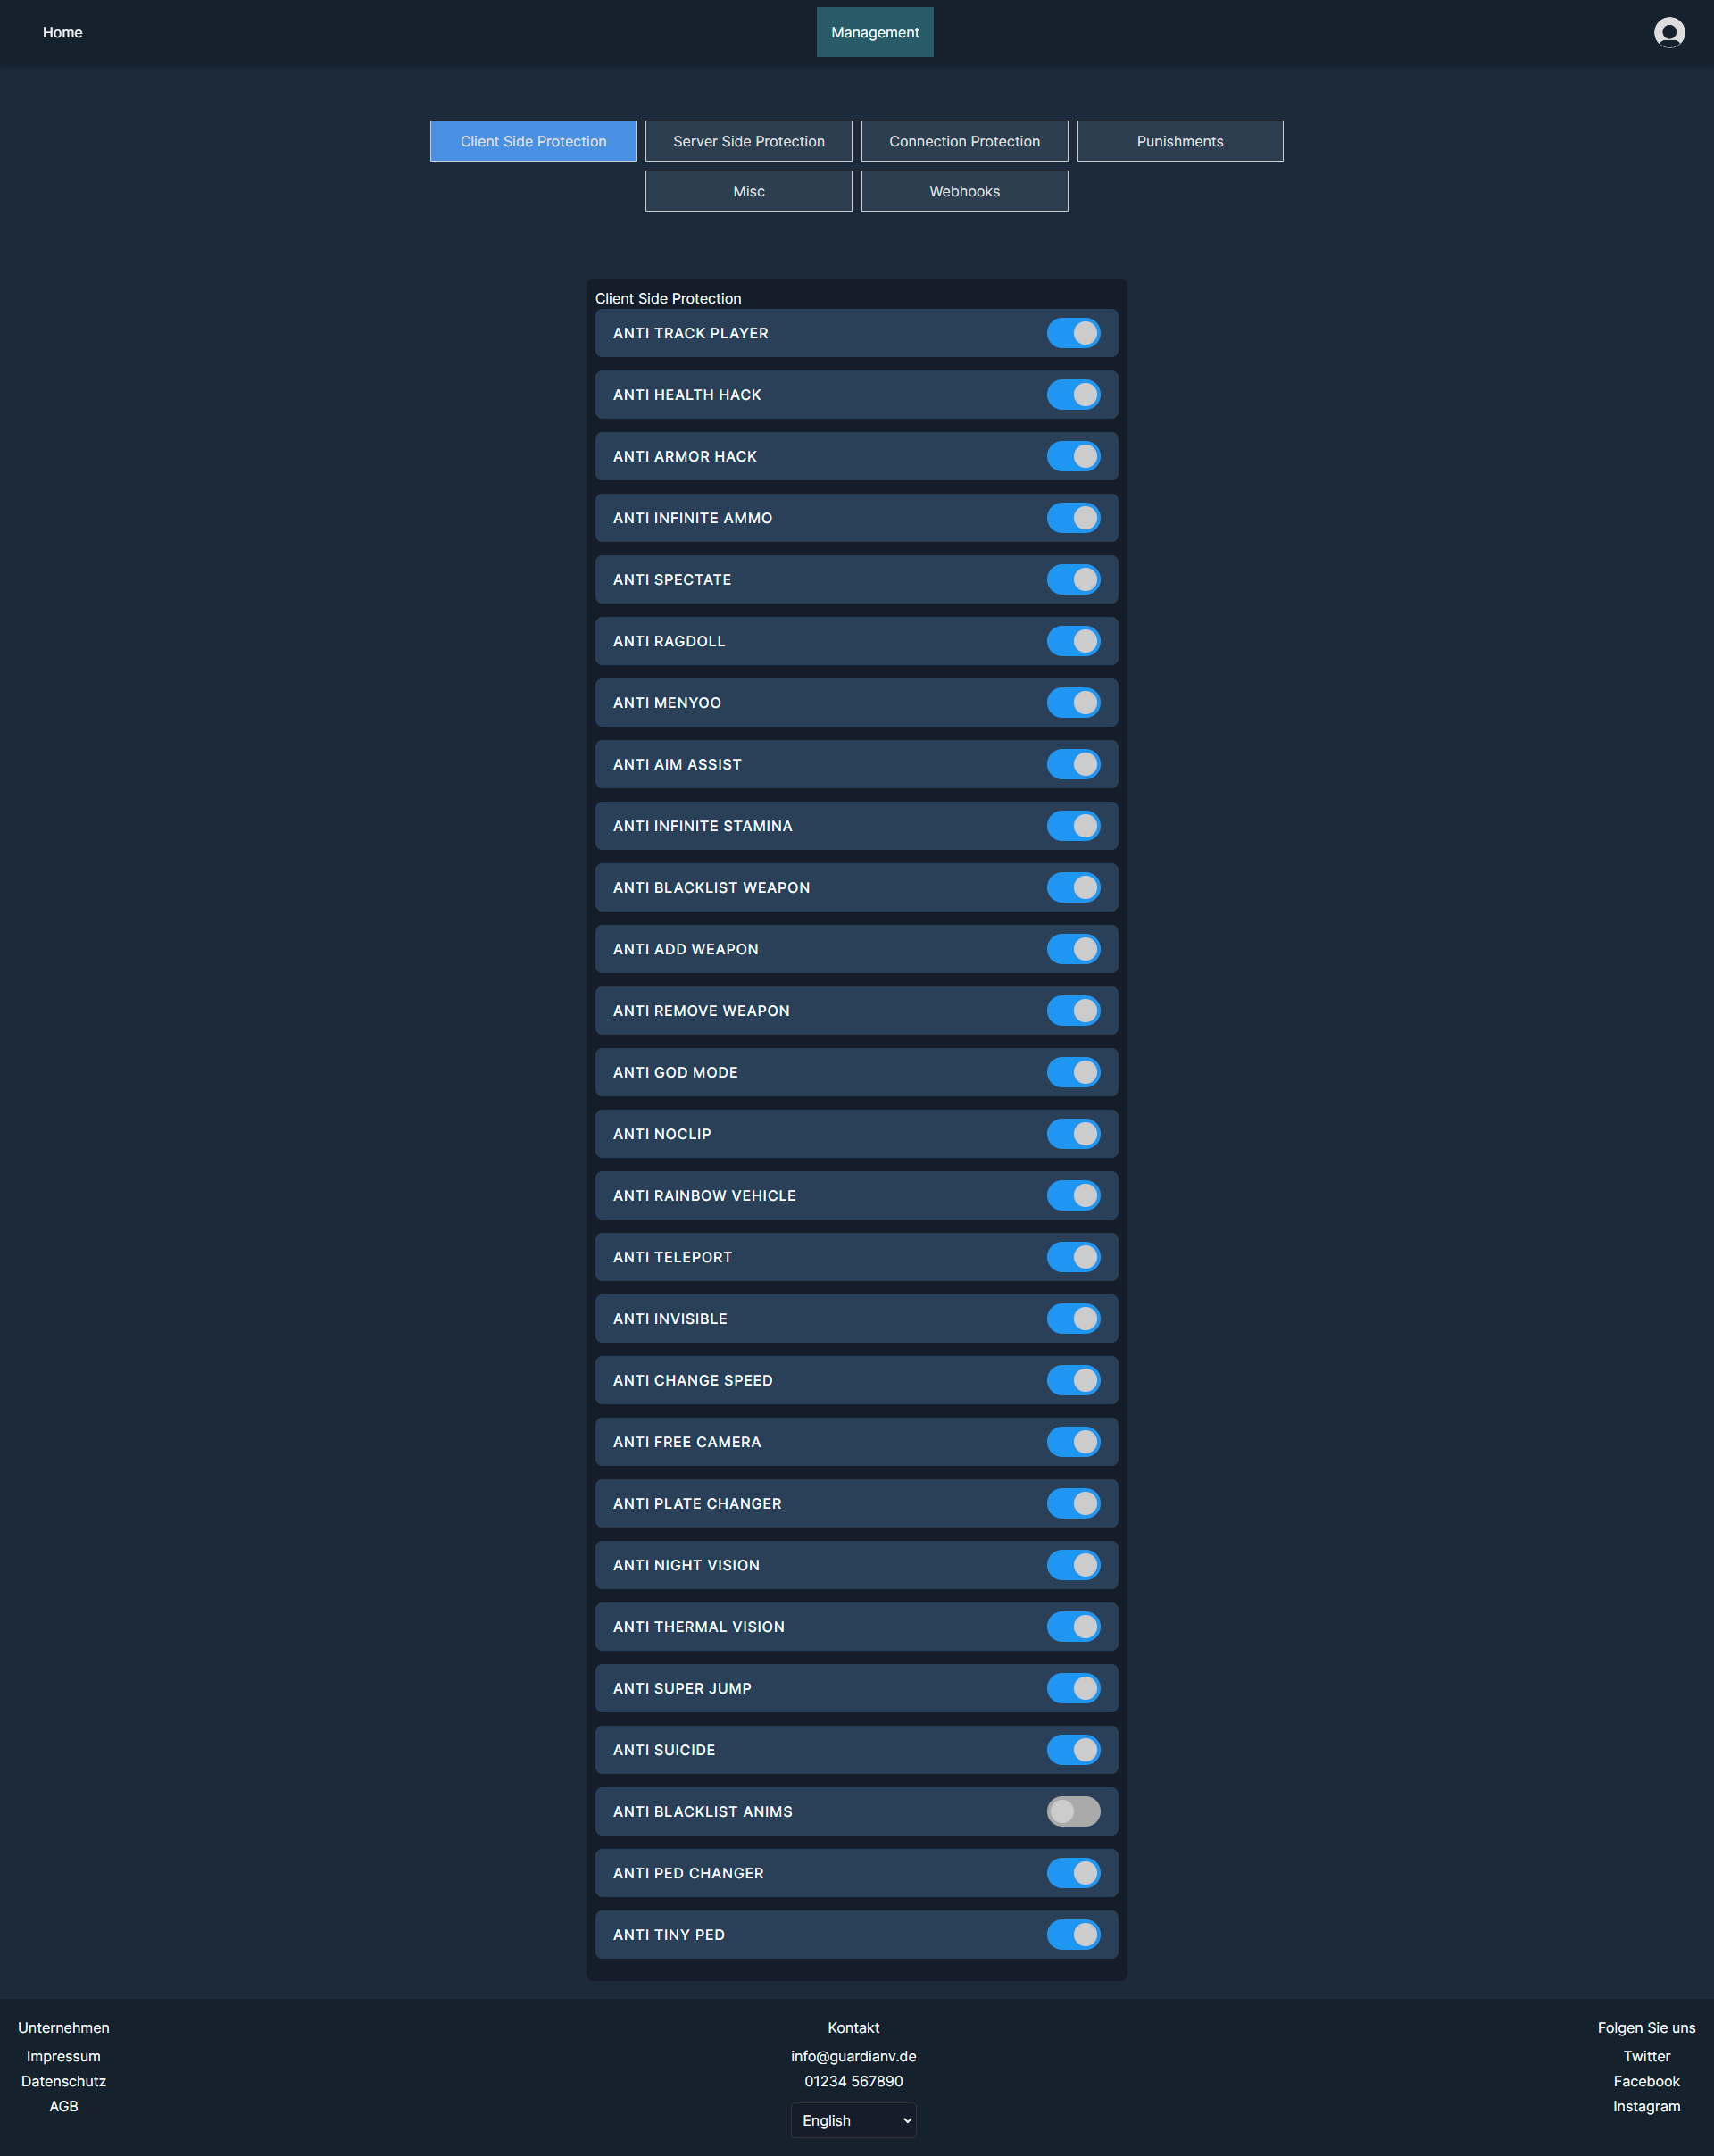 Home
Management
Client Side Protection
Server Side Protection
Connection Protection
Punishments
Misc
Webhooks
Client Side Protection
ANTI TRACK PLAYER
ANTI HEALTH HACK
ANTI ARMOR HACK
ANTI INFINITE AMMO
ANTI SPECTATE
ANTI RAGDOLL
ANTI MENYOO
ANTI AIM ASSIST
ANTI INFINITE STAMINA
ANTI BLACKLIST WEAPON
ANTI ADD WEAPON
ANTI REMOVE WEAPON
ANTI GOD MODE
ANTI NOCLIP
ANTI RAINBOW VEHICLE
ANTI TELEPORT
ANTI INVISIBLE
ANTI CHANGE SPEED
ANTI FREE CAMERA
ANTI PLATE CHANGER
ANTI NIGHT VISION
ANTI THERMAL VISION
ANTI SUPER JUMP
ANTI SUICIDE
ANTI BLACKLIST ANIMS
ANTI PED CHANGER
ANTI TINY PED
Unternehmen
Impressum
Datenschutz
AGB
Kontakt
info@guardianv.de
01234 567890
English
Folgen Sie uns
Twitter
Facebook
Instagram